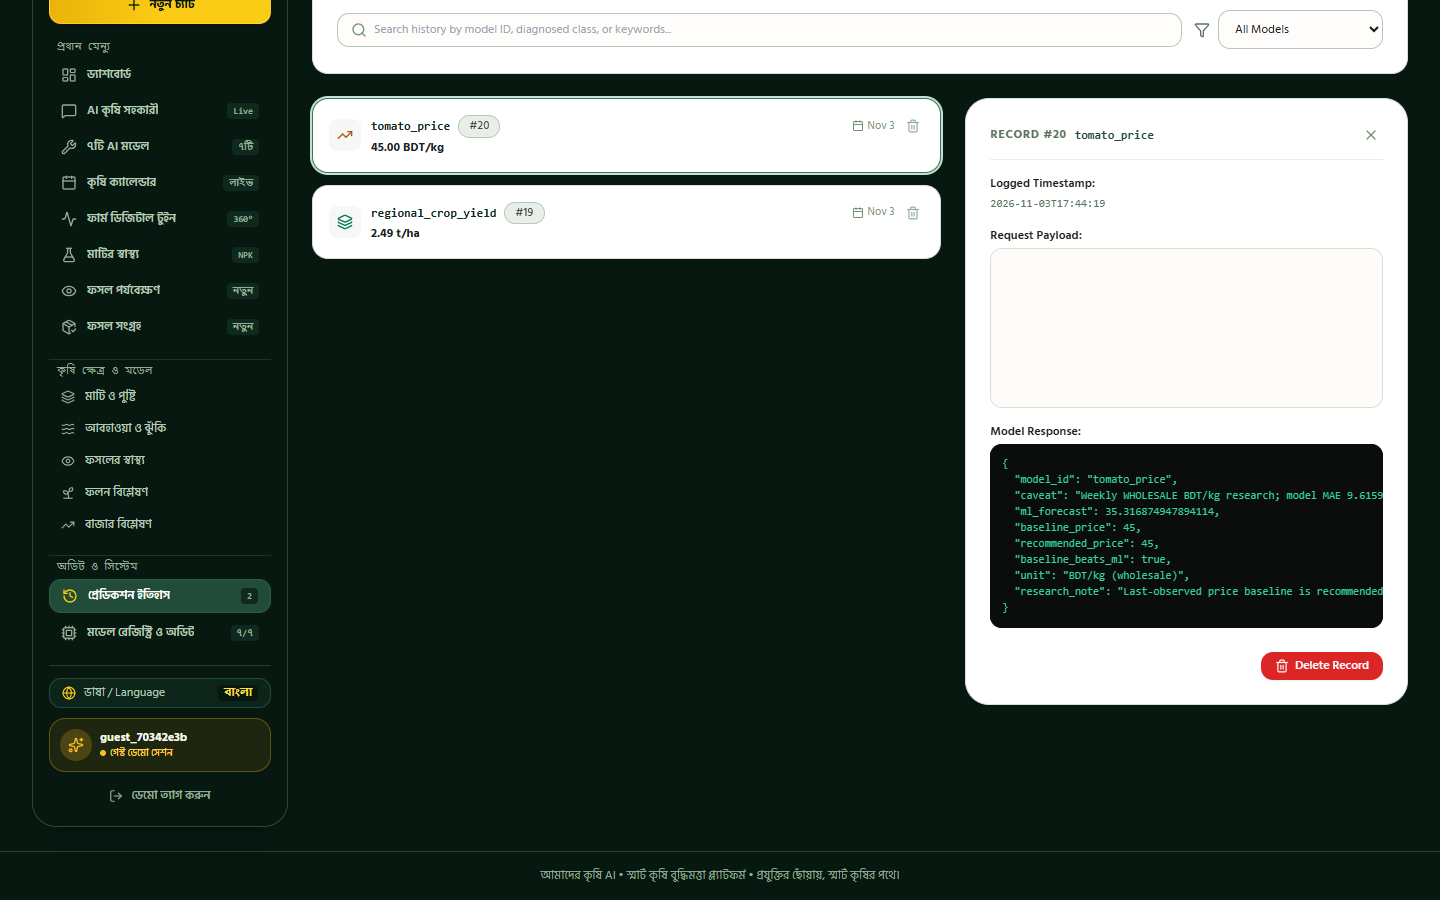 নতুন চ্যাট
প্রধান মেন্যু
ড্যাশবোর্ড
AI কৃষি সহকারী
Live
৭টি AI মডেল
৭টি
কৃষি ক্যালেন্ডার
লাইভ
ফার্ম ডিজিটাল টুইন
360°
মাটির স্বাস্থ্য
NPK
ফসল পর্যবেক্ষণ
নতুন
ফসল সংগ্রহ
নতুন
কৃষি ক্ষেত্র ও মডেল
মাটি ও পুষ্টি
আবহাওয়া ও ঝুঁকি
ফসলের স্বাস্থ্য
ফলন বিশ্লেষণ
বাজার বিশ্লেষণ
অডিট ও সিস্টেম
প্রেডিকশন ইতিহাস
2
মডেল রেজিস্ট্রি ও অডিট
৭/৭
ভাষা / Language
বাংলা
guest_70342e3b
গেস্ট ডেমো সেশন
ডেমো ত্যাগ করুন
Search history by model ID, diagnosed class, or keywords...
All Models
tomato_price #20
Nov 3
45.00 BDT/kg
regional_crop_yield #19
Nov 3
2.49 t/ha
RECORD #20 tomato_price
Logged Timestamp:
2026-11-03T17:44:19
Request Payload:
Model Response:
{
"model_id": "tomato_price",
"caveat": "Weekly WHOLESALE BDT/kg research; model MAE 9.6159
"ml_forecast": 35.316874947894114,
"baseline_price": 45,
"recommended_price": 45,
"baseline_beats_ml": true,
"unit": "BDT/kg (wholesale)",
"research_note": "Last-observed price baseline is recommended
}
Delete Record
আমাদের কৃষি AI • স্মার্ট কৃষি বুদ্ধিমত্তা প্ল্যাটফর্ম • প্রযুক্তির ছোঁয়ায়, স্মার্ট কৃষির পথে।